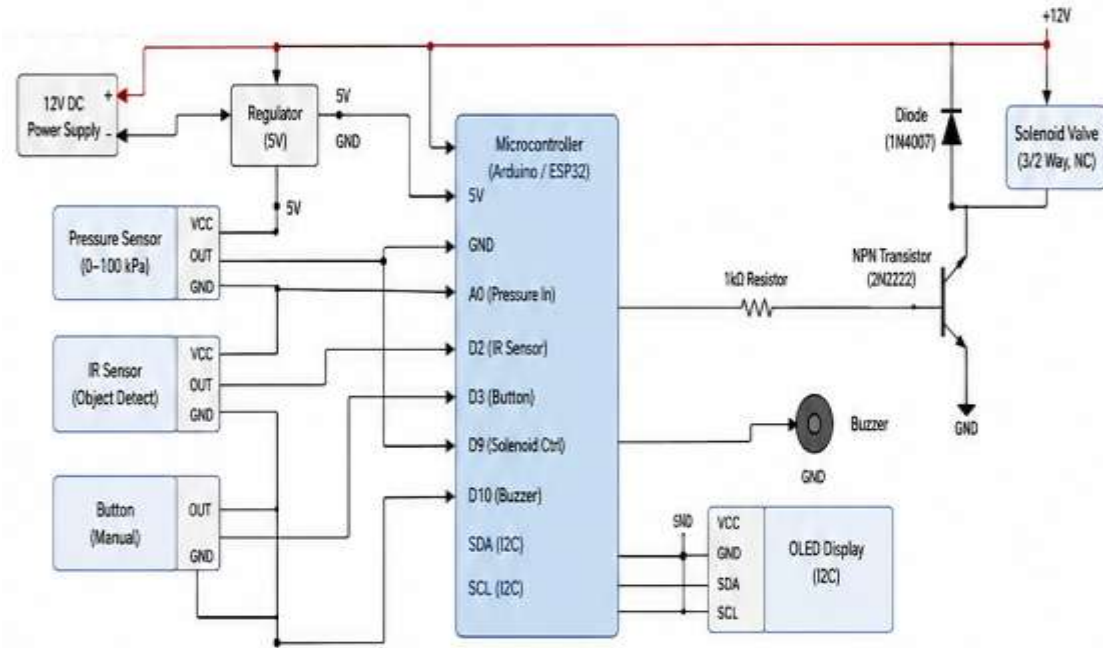 +12V
12V DC
Power Supply
+
-
Regulator
(5V)
5V
GND
5V
Diode
(1N4007)
Solenoid Valve
(3/2 Way, NC)
Microcontroller
(Arduino / ESP32)
5V
GND
A0 (Pressure In)
D2 (IR Sensor)
D3 (Button)
D9 (Solenoid Ctrl)
D10 (Buzzer)
SDA (I2C)
SCL (I2C)
Pressure Sensor
(0–100 kPa)
VCC
OUT
GND
IR Sensor
(Object Detect)
VCC
OUT
GND
Button
(Manual)
OUT
GND
1kΩ Resistor
NPN Transistor
(2N2222)
GND
Buzzer
GND
GND
VCC
GND
SDA
SCL
OLED Display
(I2C)